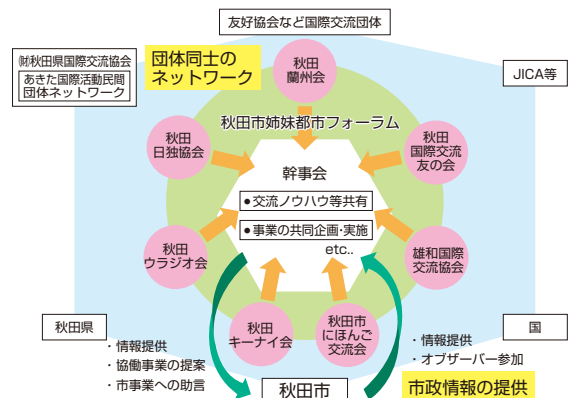 友好協会など国際交流団体
㈶秋田県国際交流協会
あきた国際活動民間
団体ネットワーク
団体同士の
ネットワーク
JICA等
秋田
蘭州会
秋田市姉妹都市フォーラム
秋田
日独協会
秋田
国際交流
友の会
幹事会
●交流ノウハウ等共有
●事業の共同企画・実施
etc..
秋田
ウラジオ会
雄和国際
交流協会
秋田
キーナイ会
秋田市
にほんご
交流会
秋田県
国
・情報提供
・協働事業の提案
・市事業への助言
・情報提供
・オブザーバー参加
秋田市
市政情報の提供